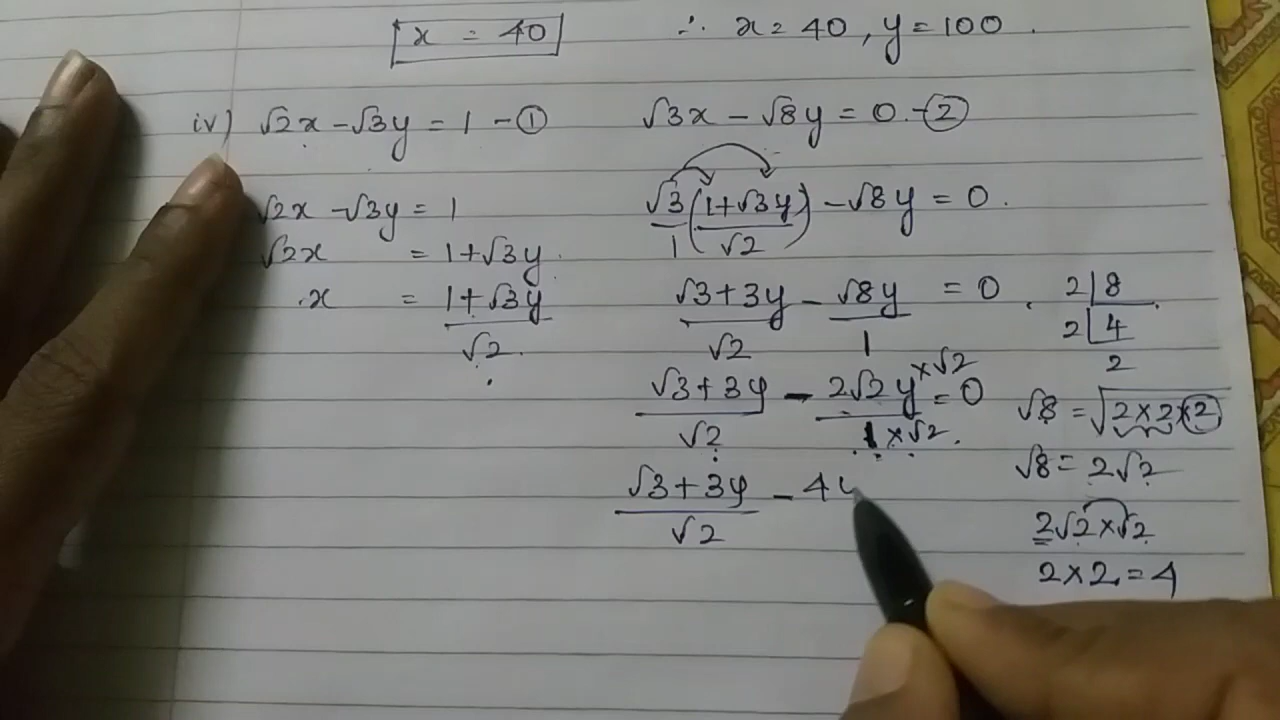 x = 40 ∴ x = 40, y = 100.
iv) √2x - √3y = 1 - ① √3x - √8y = 0. - ②
√2x - √3y = 1
√2x = 1 + √3y.
x = (1 + √3y)/√2.
√3/1 ((1 + √3y)/√2) - √8y = 0.
(√3 + 3y)/√2 - √8y/1 = 0.
(√3 + 3y)/√2 - (2√2y × √2)/(1 × √2) = 0
(√3 + 3y)/√2 - 4y
2 | 8
2 | 4
2
√8 = √(2 × 2 × 2)
√8 = 2√2
2√2 × √2
2 × 2 = 4